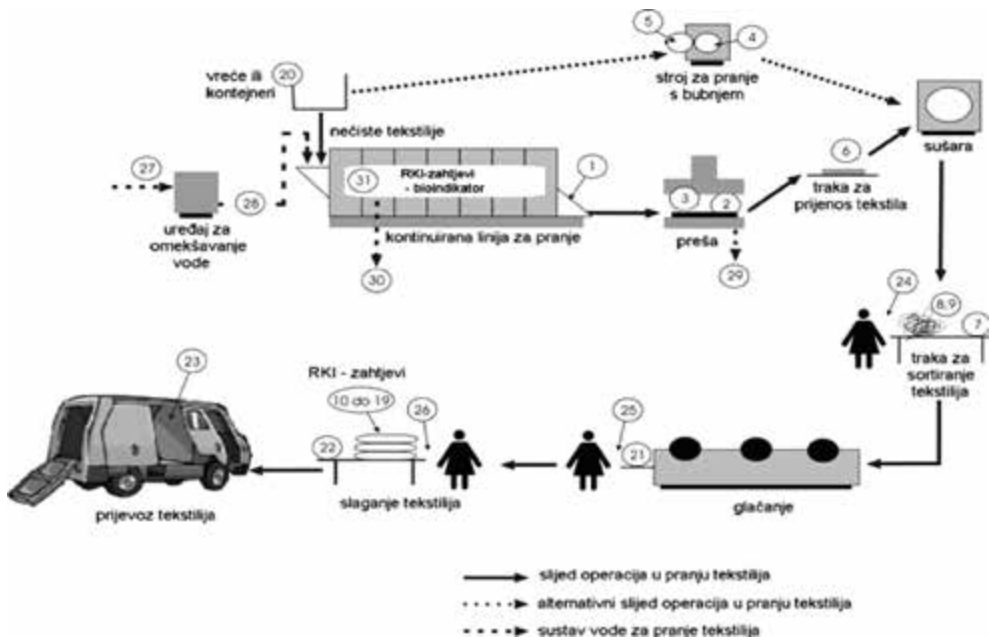 5
4
vreće ili
kontejneri
20
stroj za pranje
s bubnjem
nečiste tekstilije
sušara
27
28
uređaj za
omekšavanje
vode
31
RKI-zahtjevi
- bioindikator
1
kontinuirana linija za pranje
30
3
2
preša
29
6
traka za
prijenos tekstila
24
8,9
7
traka za
sortiranje
tekstilija
23
prijevoz tekstilija
RKI - zahtjevi
10 do 19
26
22
slaganje tekstilija
25
21
glačanje
slijed operacija u pranju tekstilija
alternativni slijed operacija u pranju tekstilija
sustav vode za pranje tekstilija